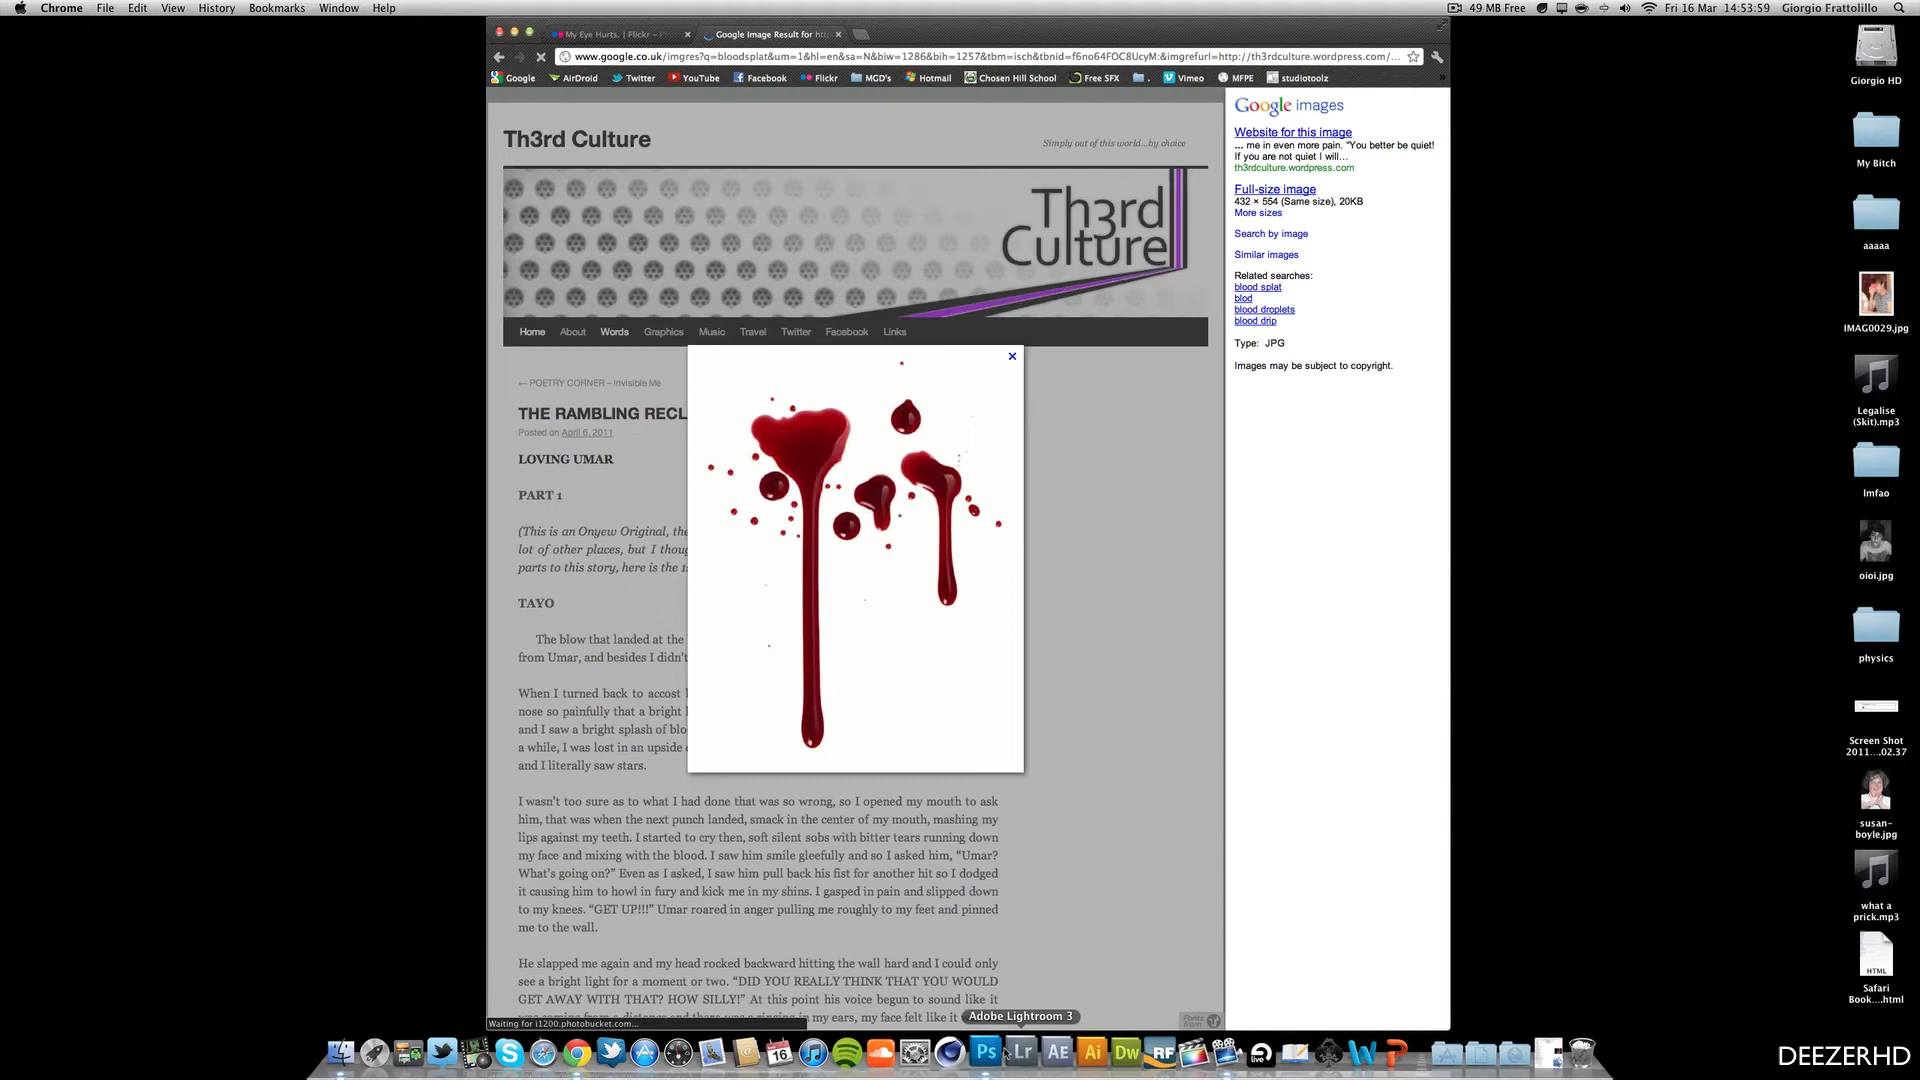 Chrome File Edit View History Bookmarks Window Help
49 MB Free Fri 16 Mar 14:53:59 Giorgio Frattolillo
My Eye Hurts. | Flickr –
Google Image Result for
www.google.co.uk/imgres?q=bloodsplat&um=1&hl=en&sa=N&biw=1286&bih=1257&tbm=isch&tbnid=f6no64FOC8UcyM:&imgrefurl=http://th3rdculture.wordpress.com/...
Google AirDroid Twitter YouTube Facebook Flickr MGD's Hotmail Chosen Hill School Free SFX . Vimeo MFPE studiotoolz »
Th3rd Culture
Simply out of this world...by choice
Th3rd
Culture
Home About Words Graphics Music Travel Twitter Facebook Links
← POETRY CORNER – Invisible Me
THE RAMBLING RECL
Posted on April 6, 2011
LOVING UMAR
PART 1
(This is an Onyew Original, the
lot of other places, but I thoug
parts to this story, here is the 1
TAYO
The blow that landed at the
from Umar, and besides I didn't
When I turned back to accost
nose so painfully that a bright
and I saw a bright splash of blo
a while, I was lost in an upside
and I literally saw stars.
I wasn't too sure as to what I had done that was so wrong, so I opened my mouth to ask
him, that was when the next punch landed, smack in the center of my mouth, mashing my
lips against my teeth. I started to cry then, soft silent sobs with bitter tears running down
my face and mixing with the blood. I saw him smile gleefully and so I asked him, “Umar?
What's going on?” Even as I asked, I saw him pull back his fist for another hit so I dodged
it causing him to howl in fury and kick me in my shins. I gasped in pain and slipped down
to my knees. “GET UP!!!” Umar roared in anger pulling me roughly to my feet and pinned
me to the wall.
He slapped me again and my head rocked backward hitting the wall hard and I could only
see a bright light for a moment or two. “DID YOU REALLY THINK THAT YOU WOULD
GET AWAY WITH THAT? HOW SILLY!” At this point his voice begun to sound like it
in my ears, my face felt like it
Waiting for i1200.photobucket.com...
Google images
Website for this image
... me in even more pain. “You better be quiet!
If you are not quiet I will...
th3rdculture.wordpress.com
Full-size image
432 × 554 (Same size), 20KB
More sizes
Search by image
Similar images
Related searches:
blood splat
blod
blood droplets
blood drip
Type: JPG
Images may be subject to copyright.
Fonts from
Adobe Lightroom 3
16
Ps Lr AE Ai Dw RF
live
W P
Giorgio HD
My Bitch
aaaaa
IMAG0029.jpg
Legalise
(Skit).mp3
lmfao
oioi.jpg
physics
Screen Shot
2011....02.37
susan-
boyle.jpg
what a
prick.mp3
HTML
Safari
Book....html
DEEZERHD